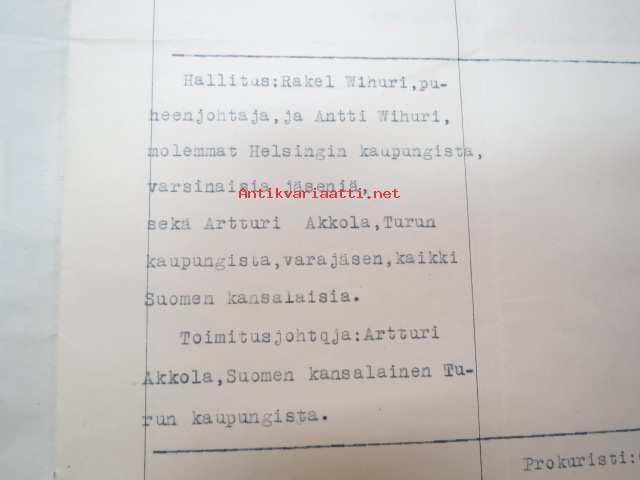 Hallitus:Rakel Wihuri,pu-
heenjohtaja,ja Antti Wihuri,
molemmat Helsingin kaupungista,
varsinaisia jäseniä,
Antikvariaatti.net
sekä Artturi Akkola,Turun
kaupungista,varajäsen,kaikki
Suomen kansalaisia.
Toimitusjohtqja:Artturi
Akkola,Suomen kansalainen Tu-
run kaupungista.
Prokuristi: